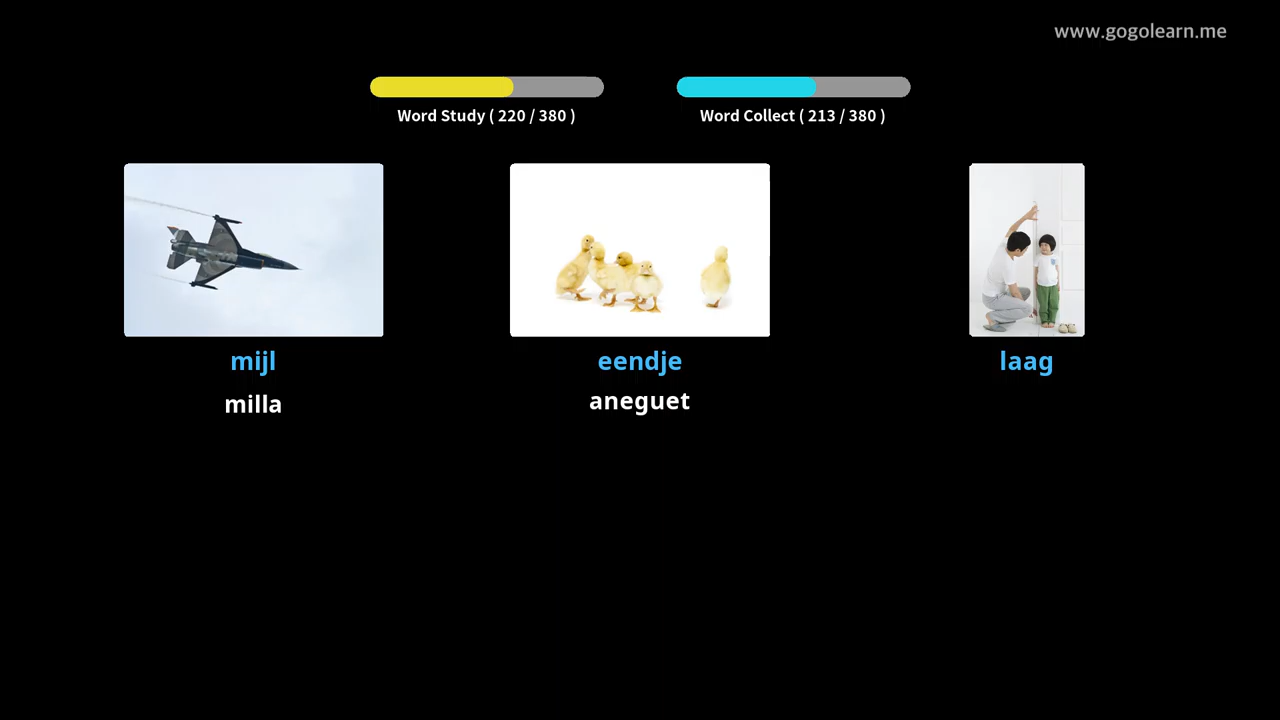 www.gogolearn.me
Word Study ( 220 / 380 )
Word Collect ( 213 / 380 )
mijl
eendje
laag
milla
aneguet